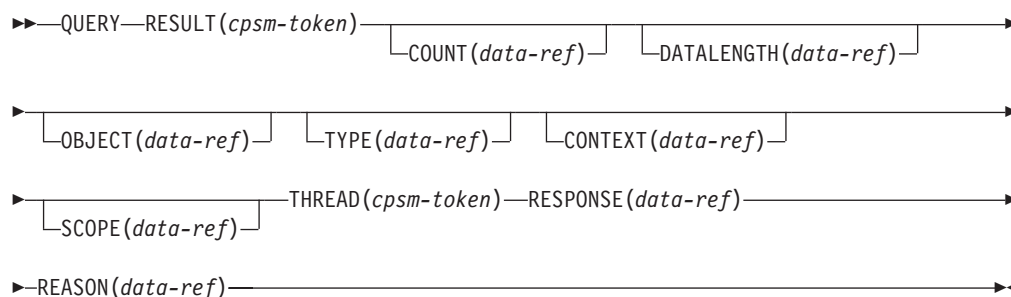 QUERY RESULT(cpsm-token)
COUNT(data-ref) DATALENGTH(data-ref)
OBJECT(data-ref) TYPE(data-ref) CONTEXT(data-ref)
THREAD(cpsm-token) RESPONSE(data-ref)
SCOPE(data-ref)
REASON(data-ref)